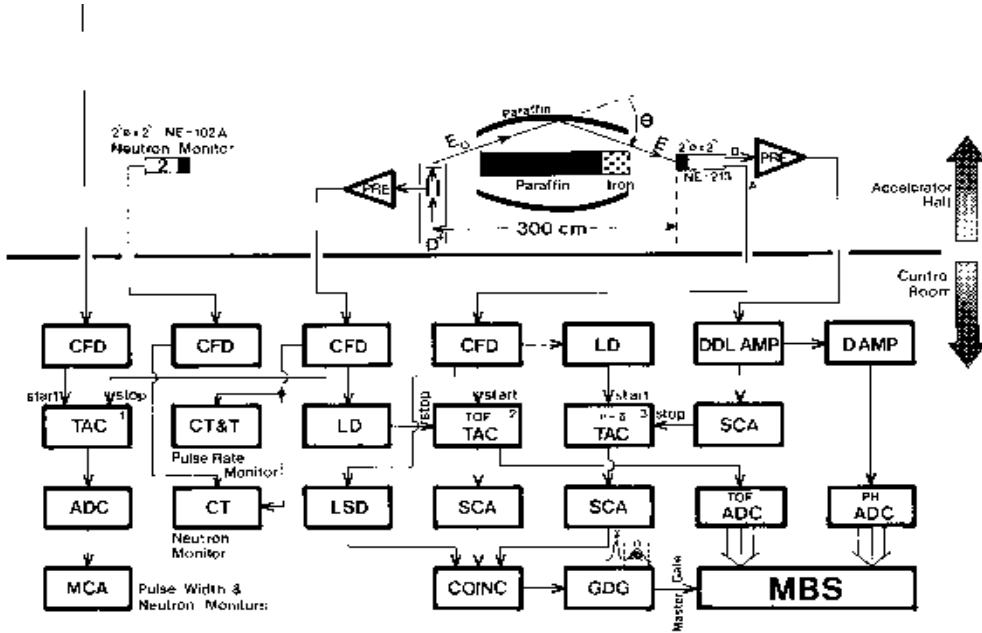 Paraffin
θ
2"ø×2" NE-102A
Neutron Monitor
2
E₀
E
2"ø×2"
D
PRE
NE-213
A
PRE
Paraffin
Iron
Accelerator
Hall
300 cm
D⁺
Control
Room
CFD
CFD
CFD
CFD
LD
DDL AMP
D AMP
start
stop
start
start
stop
stop
TAC 1
CT&T
LD
TOF 2
TAC
n-γ 3
TAC
SCA
Pulse Rate
Monitor
ADC
CT
LSD
SCA
SCA
TOF
ADC
PH
ADC
Neutron
Monitor
γ
n
MCA
Pulse Width &
Neutron Monitors
COINC
GDG
Master Gate
MBS